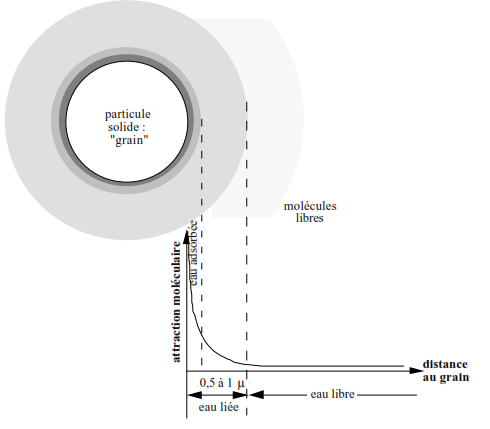 particule
solide :
"grain"
molécules
libres
attraction moléculaire
eau adsorbée
distance
au grain
0,5 à 1 μ
eau liée
eau libre